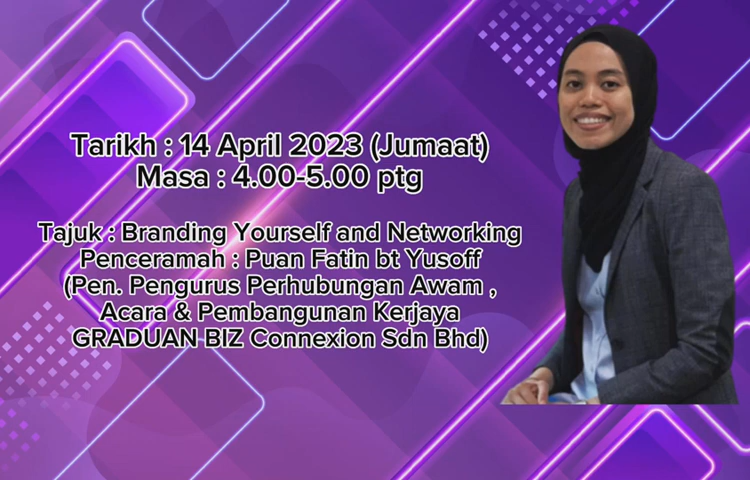 Tarikh : 14 April 2023 (Jumaat)
Masa : 4.00-5.00 ptg
Tajuk : Branding Yourself and Networking
Penceramah : Puan Fatin bt Yusoff
(Pen. Pengurus Perhubungan Awam ,
Acara & Pembangunan Kerjaya
GRADUAN BIZ Connexion Sdn Bhd)